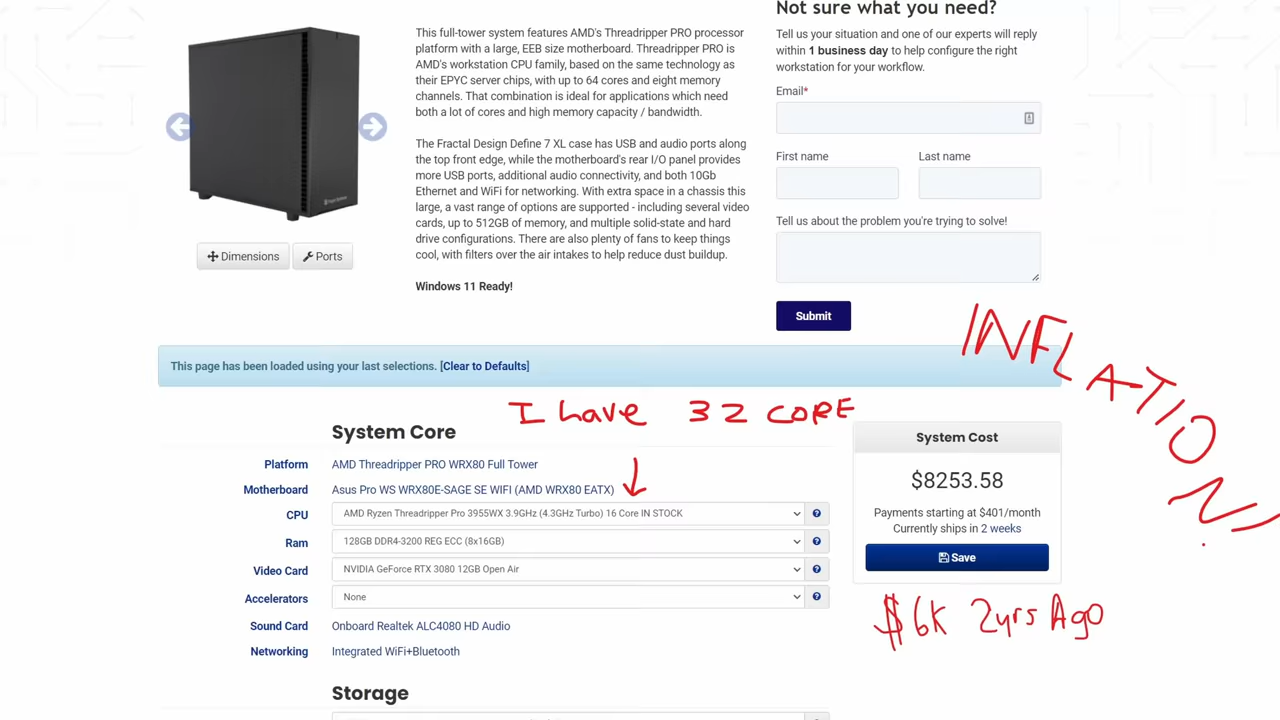 Not sure what you need?
This full-tower system features AMD's Threadripper PRO processor
platform with a large, EEB size motherboard. Threadripper PRO is
AMD's workstation CPU family, based on the same technology as
their EPYC server chips, with up to 64 cores and eight memory
channels. That combination is ideal for applications which need
both a lot of cores and high memory capacity / bandwidth.
The Fractal Design Define 7 XL case has USB and audio ports along
the top front edge, while the motherboard's rear I/O panel provides
more USB ports, additional audio connectivity, and both 10Gb
Ethernet and WiFi for networking. With extra space in a chassis this
large, a vast range of options are supported - including several video
cards, up to 512GB of memory, and multiple solid-state and hard
drive configurations. There are also plenty of fans to keep things
cool, with filters over the air intakes to help reduce dust buildup.
Windows 11 Ready!
Tell us your situation and one of our experts will reply
within 1 business day to help configure the right
workstation for your workflow.
Email*
First name
Last name
Tell us about the problem you're trying to solve!
Submit
Dimensions
Ports
INFLATION!
This page has been loaded using your last selections. [Clear to Defaults]
I have 32 CORE
System Core
Platform AMD Threadripper PRO WRX80 Full Tower
Motherboard Asus Pro WS WRX80E-SAGE SE WIFI (AMD WRX80 EATX)
CPU AMD Ryzen Threadripper Pro 3955WX 3.9GHz (4.3GHz Turbo) 16 Core IN STOCK
Ram 128GB DDR4-3200 REG ECC (8x16GB)
Video Card NVIDIA GeForce RTX 3080 12GB Open Air
Accelerators None
Sound Card Onboard Realtek ALC4080 HD Audio
Networking Integrated WiFi+Bluetooth
System Cost
$8253.58
Payments starting at $401/month
Currently ships in 2 weeks
Save
$6k 2yrs Ago
Storage